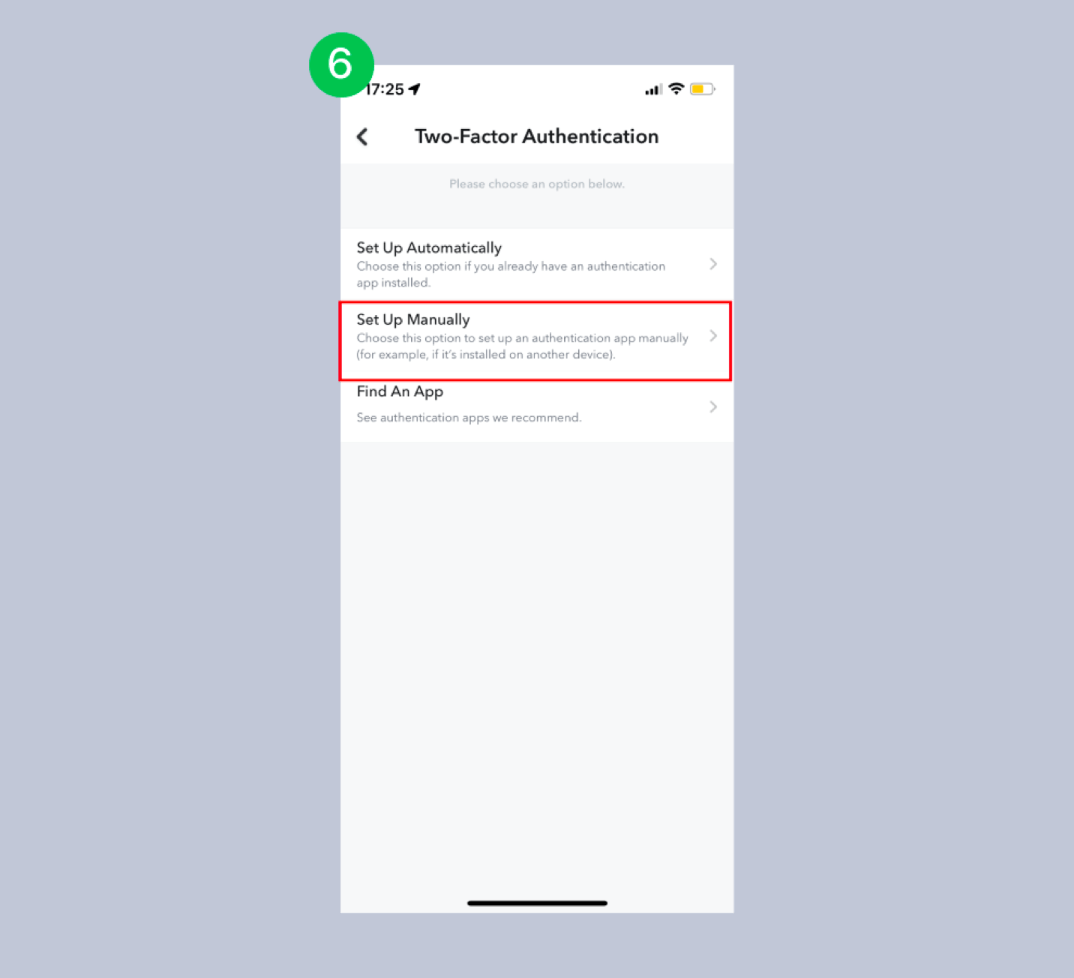 6
17:25
Two-Factor Authentication
Please choose an option below.
Set Up Automatically
Choose this option if you already have an authentication
app installed.
Set Up Manually
Choose this option to set up an authentication app manually
(for example, if it's installed on another device).
Find An App
See authentication apps we recommend.